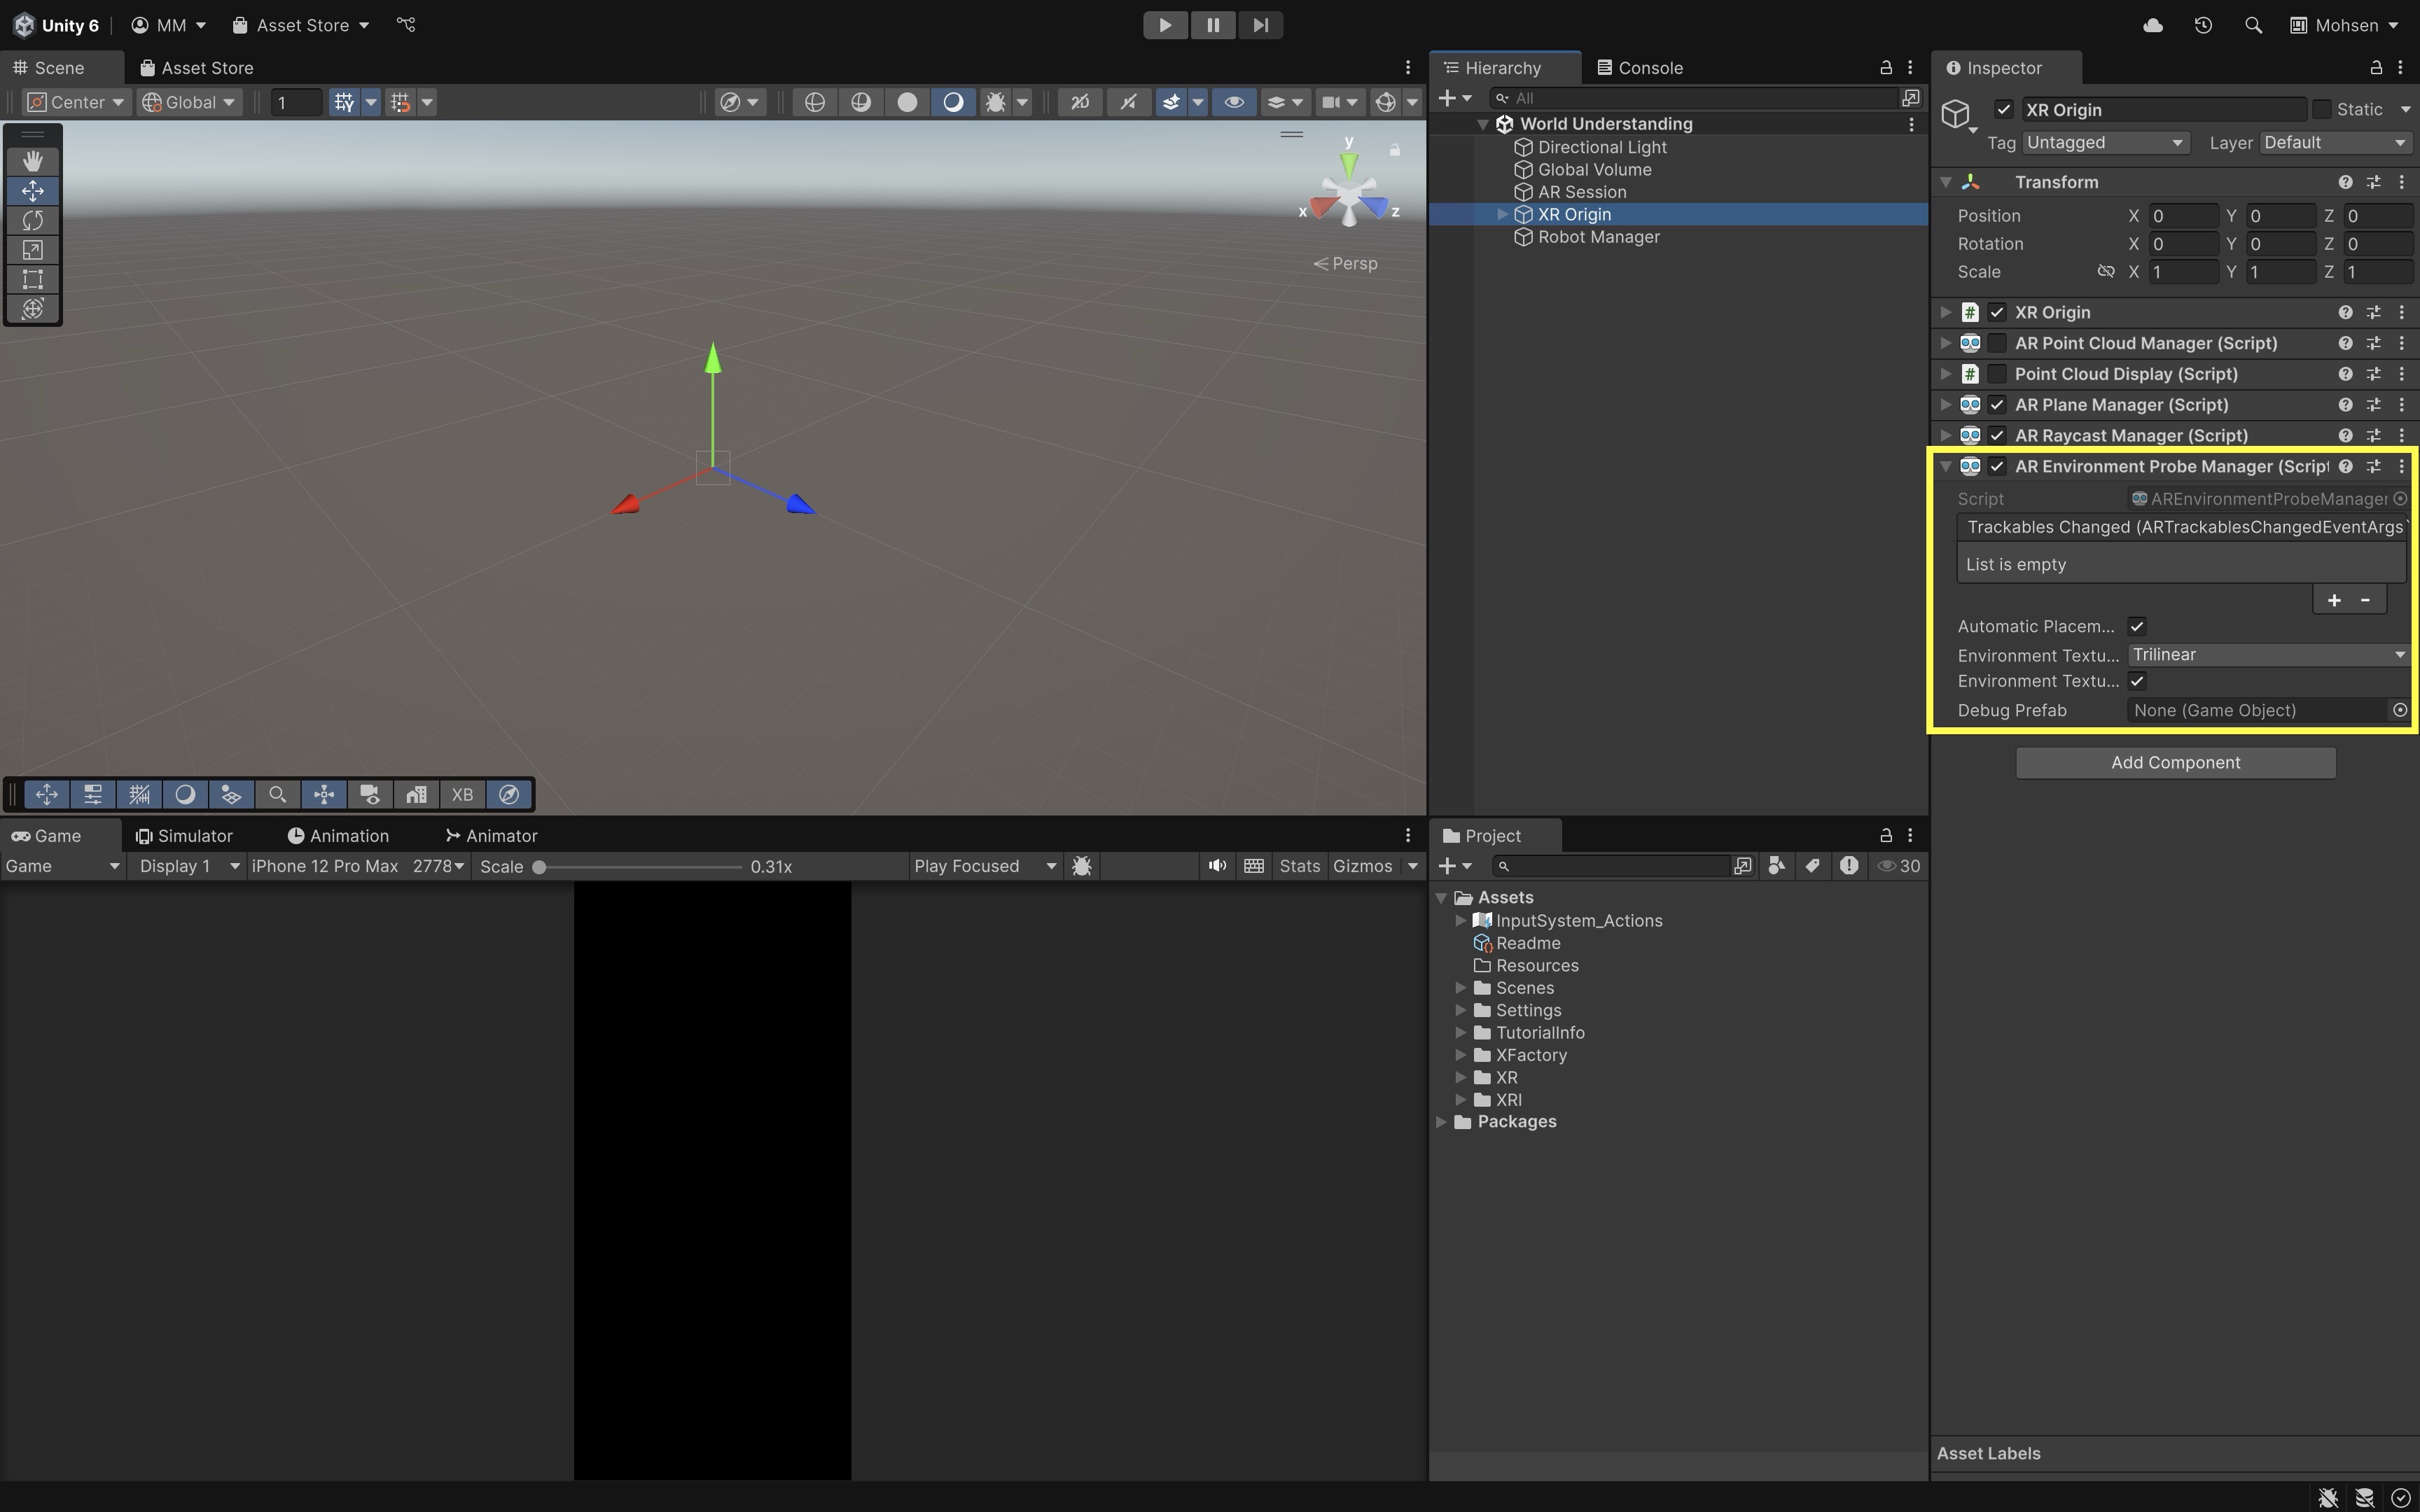 Unity 6 MM Asset Store
Mohsen
Scene Asset Store
Center Global 1
2D
y
x z
Persp
XB
Hierarchy Console
All
World Understanding
Directional Light
Global Volume
AR Session
XR Origin
Robot Manager
Inspector
XR Origin Static
Tag Untagged Layer Default
Transform
Position X 0 Y 0 Z 0
Rotation X 0 Y 0 Z 0
Scale X 1 Y 1 Z 1
# XR Origin
AR Point Cloud Manager (Script)
# Point Cloud Display (Script)
AR Plane Manager (Script)
AR Raycast Manager (Script)
AR Environment Probe Manager (Script
Script AREnvironmentProbeManager
Trackables Changed (ARTrackablesChangedEventArgs`
List is empty
+ -
Automatic Placem...
Environment Textu... Trilinear
Environment Textu...
Debug Prefab None (Game Object)
Add Component
Game Simulator Animation Animator
Game Display 1 iPhone 12 Pro Max 2778 Scale 0.31x Play Focused Stats Gizmos
Project
30
Assets
InputSystem_Actions
Readme
Resources
Scenes
Settings
TutorialInfo
XFactory
XR
XRI
Packages
Asset Labels